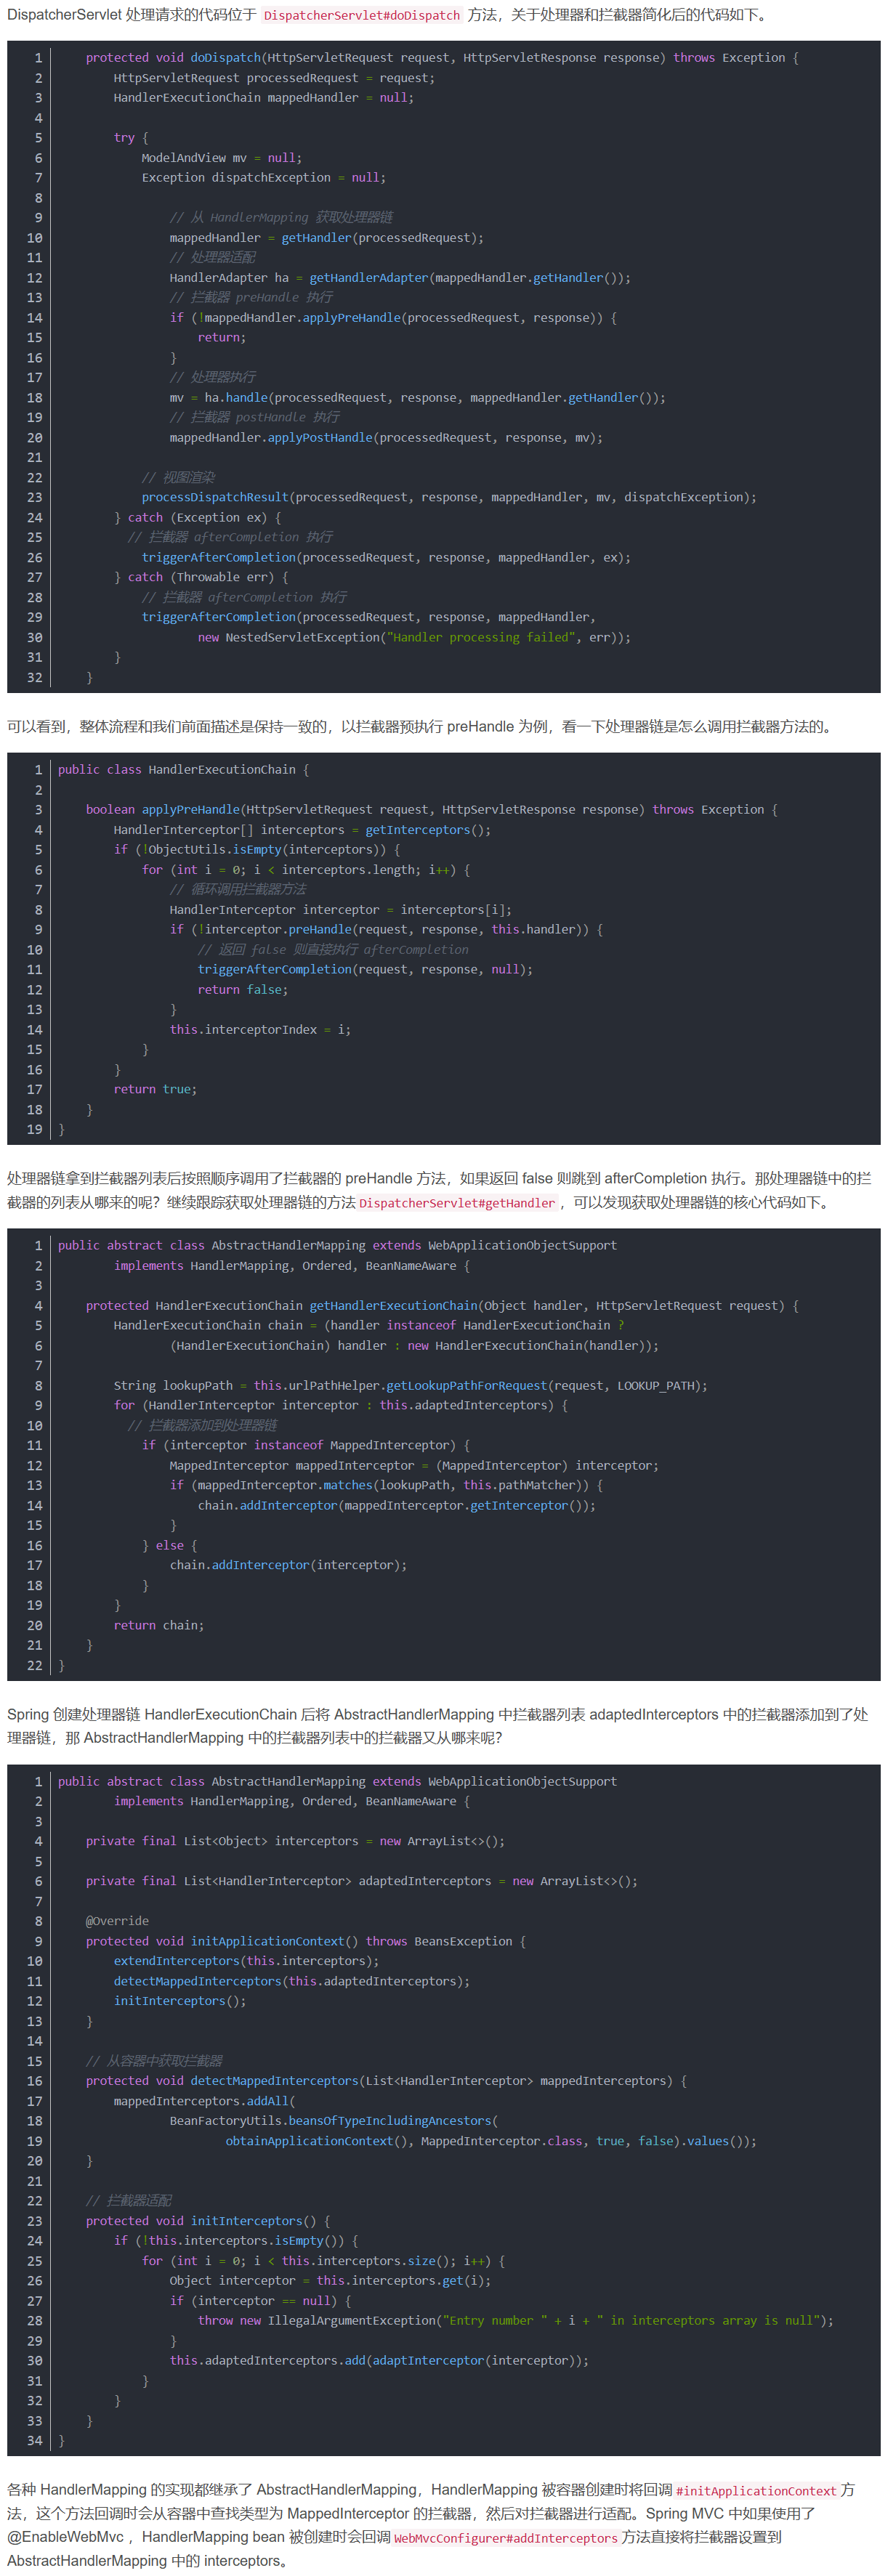 DispatcherServlet 处理请求的代码位于 DispatcherServlet#doDispatch 方法，关于处理器和拦截器简化后的代码如下。
1 protected void doDispatch(HttpServletRequest request, HttpServletResponse response) throws Exception {
2 HttpServletRequest processedRequest = request;
3 HandlerExecutionChain mappedHandler = null;
4
5 try {
6 ModelAndView mv = null;
7 Exception dispatchException = null;
8
9 // 从 HandlerMapping 获取处理器链
10 mappedHandler = getHandler(processedRequest);
11 // 处理器适配
12 HandlerAdapter ha = getHandlerAdapter(mappedHandler.getHandler());
13 // 拦截器 preHandle 执行
14 if (!mappedHandler.applyPreHandle(processedRequest, response)) {
15 return;
16 }
17 // 处理器执行
18 mv = ha.handle(processedRequest, response, mappedHandler.getHandler());
19 // 拦截器 postHandle 执行
20 mappedHandler.applyPostHandle(processedRequest, response, mv);
21
22 // 视图渲染
23 processDispatchResult(processedRequest, response, mappedHandler, mv, dispatchException);
24 } catch (Exception ex) {
25 // 拦截器 afterCompletion 执行
26 triggerAfterCompletion(processedRequest, response, mappedHandler, ex);
27 } catch (Throwable err) {
28 // 拦截器 afterCompletion 执行
29 triggerAfterCompletion(processedRequest, response, mappedHandler,
30 new NestedServletException("Handler processing failed", err));
31 }
32 }
可以看到，整体流程和我们前面描述是保持一致的，以拦截器预执行 preHandle 为例，看一下处理器链是怎么调用拦截器方法的。
1 public class HandlerExecutionChain {
2
3 boolean applyPreHandle(HttpServletRequest request, HttpServletResponse response) throws Exception {
4 HandlerInterceptor[] interceptors = getInterceptors();
5 if (!ObjectUtils.isEmpty(interceptors)) {
6 for (int i = 0; i < interceptors.length; i++) {
7 // 循环调用拦截器方法
8 HandlerInterceptor interceptor = interceptors[i];
9 if (!interceptor.preHandle(request, response, this.handler)) {
10 // 返回 false 则直接执行 afterCompletion
11 triggerAfterCompletion(request, response, null);
12 return false;
13 }
14 this.interceptorIndex = i;
15 }
16 }
17 return true;
18 }
19 }
处理器链拿到拦截器列表后按照顺序调用了拦截器的 preHandle 方法，如果返回 false 则跳到 afterCompletion 执行。那处理器链中的拦
截器的列表从哪来的呢？继续跟踪获取处理器链的方法 DispatcherServlet#getHandler ，可以发现获取处理器链的核心代码如下。
1 public abstract class AbstractHandlerMapping extends WebApplicationObjectSupport
2 implements HandlerMapping, Ordered, BeanNameAware {
3
4 protected HandlerExecutionChain getHandlerExecutionChain(Object handler, HttpServletRequest request) {
5 HandlerExecutionChain chain = (handler instanceof HandlerExecutionChain ?
6 (HandlerExecutionChain) handler : new HandlerExecutionChain(handler));
7
8 String lookupPath = this.urlPathHelper.getLookupPathForRequest(request, LOOKUP_PATH);
9 for (HandlerInterceptor interceptor : this.adaptedInterceptors) {
10 // 拦截器添加到处理器链
11 if (interceptor instanceof MappedInterceptor) {
12 MappedInterceptor mappedInterceptor = (MappedInterceptor) interceptor;
13 if (mappedInterceptor.matches(lookupPath, this.pathMatcher)) {
14 chain.addInterceptor(mappedInterceptor.getInterceptor());
15 }
16 } else {
17 chain.addInterceptor(interceptor);
18 }
19 }
20 return chain;
21 }
22 }
Spring 创建处理器链 HandlerExecutionChain 后将 AbstractHandlerMapping 中拦截器列表 adaptedInterceptors 中的拦截器添加到了处
理器链，那 AbstractHandlerMapping 中的拦截器列表中的拦截器又从哪来呢？
1 public abstract class AbstractHandlerMapping extends WebApplicationObjectSupport
2 implements HandlerMapping, Ordered, BeanNameAware {
3
4 private final List<Object> interceptors = new ArrayList<>();
5
6 private final List<HandlerInterceptor> adaptedInterceptors = new ArrayList<>();
7
8 @Override
9 protected void initApplicationContext() throws BeansException {
10 extendInterceptors(this.interceptors);
11 detectMappedInterceptors(this.adaptedInterceptors);
12 initInterceptors();
13 }
14
15 // 从容器中获取拦截器
16 protected void detectMappedInterceptors(List<HandlerInterceptor> mappedInterceptors) {
17 mappedInterceptors.addAll(
18 BeanFactoryUtils.beansOfTypeIncludingAncestors(
19 obtainApplicationContext(), MappedInterceptor.class, true, false).values());
20 }
21
22 // 拦截器适配
23 protected void initInterceptors() {
24 if (!this.interceptors.isEmpty()) {
25 for (int i = 0; i < this.interceptors.size(); i++) {
26 Object interceptor = this.interceptors.get(i);
27 if (interceptor == null) {
28 throw new IllegalArgumentException("Entry number " + i + " in interceptors array is null");
29 }
30 this.adaptedInterceptors.add(adaptInterceptor(interceptor));
31 }
32 }
33 }
34 }
各种 HandlerMapping 的实现都继承了 AbstractHandlerMapping，HandlerMapping 被容器创建时将回调 #initApplicationContext 方
法，这个方法回调时会从容器中查找类型为 MappedInterceptor 的拦截器，然后对拦截器进行适配。Spring MVC 中如果使用了
@EnableWebMvc ，HandlerMapping bean 被创建时会回调 WebMvcConfigurer#addInterceptors 方法直接将拦截器设置到
AbstractHandlerMapping 中的 interceptors。